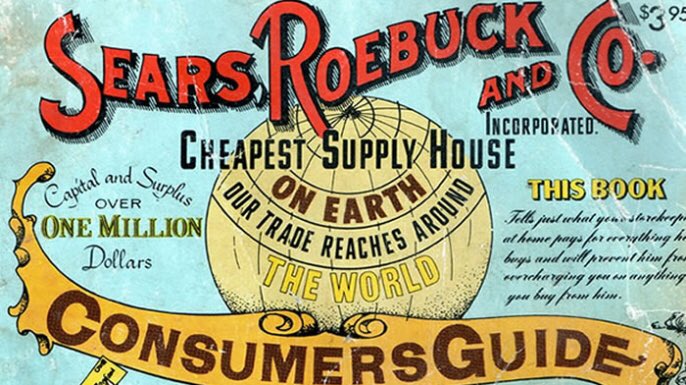 $3.95
SEARS, ROEBUCK AND CO.
INCORPORATED.
CHEAPEST SUPPLY HOUSE
ON EARTH
OUR TRADE REACHES AROUND
THE WORLD
Capital and Surplus
OVER
ONE MILLION
Dollars
THIS BOOK
Tells just what your storekeeper
at home pays for everything he
buys and will prevent him from
overcharging you on anything
you buy from him.
CONSUMERS GUIDE